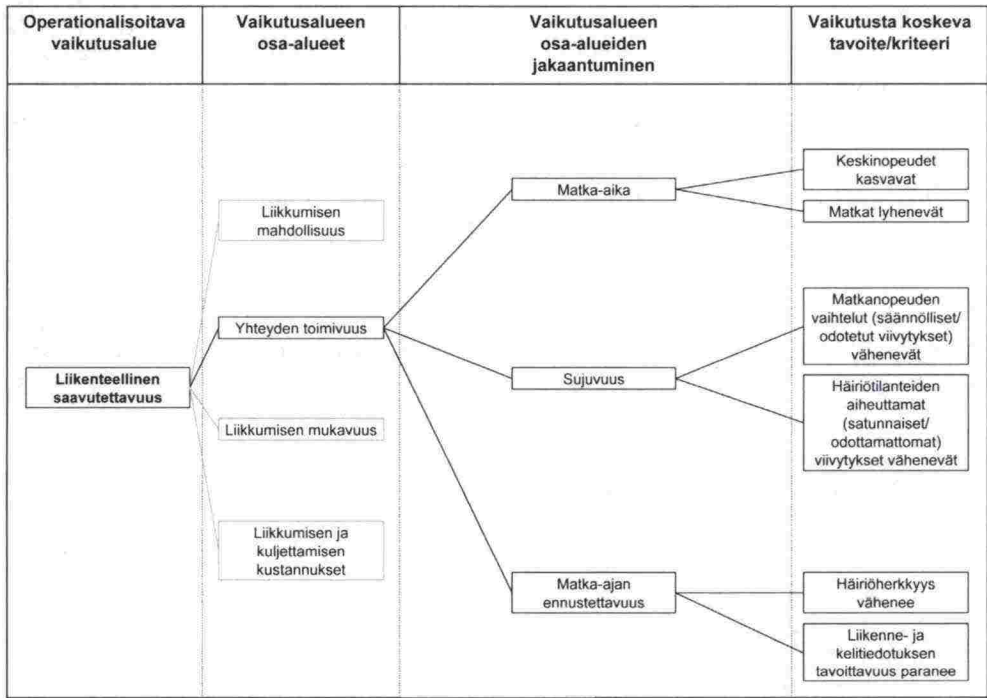 Operationalisoitava
vaikutusalue
Vaikutusalueen
osa-alueet
Vaikutusalueen
osa-alueiden
jakaantuminen
Vaikutusta koskeva
tavoite/kriteeri
Liikenteellinen
saavutettavuus
Liikkumisen
mahdollisuus
Yhteyden toimivuus
Liikkumisen mukavuus
Liikkumisen ja
kuljettamisen
kustannukset
Matka-aika
Sujuvuus
Matka-ajan
ennustettavuus
Keskinopeudet
kasvavat
Matkat lyhenevät
Matkanopeuden
vaihtelut (säännölliset/
odotetut viivytykset)
vähenevät
Häiriötilanteiden
aiheuttamat
(satunnaiset/
odottamattomat)
viivytykset vähenevät
Häiriöherkkyys
vähenee
Liikenne- ja
kelitiedotuksen
tavoittavuus paranee